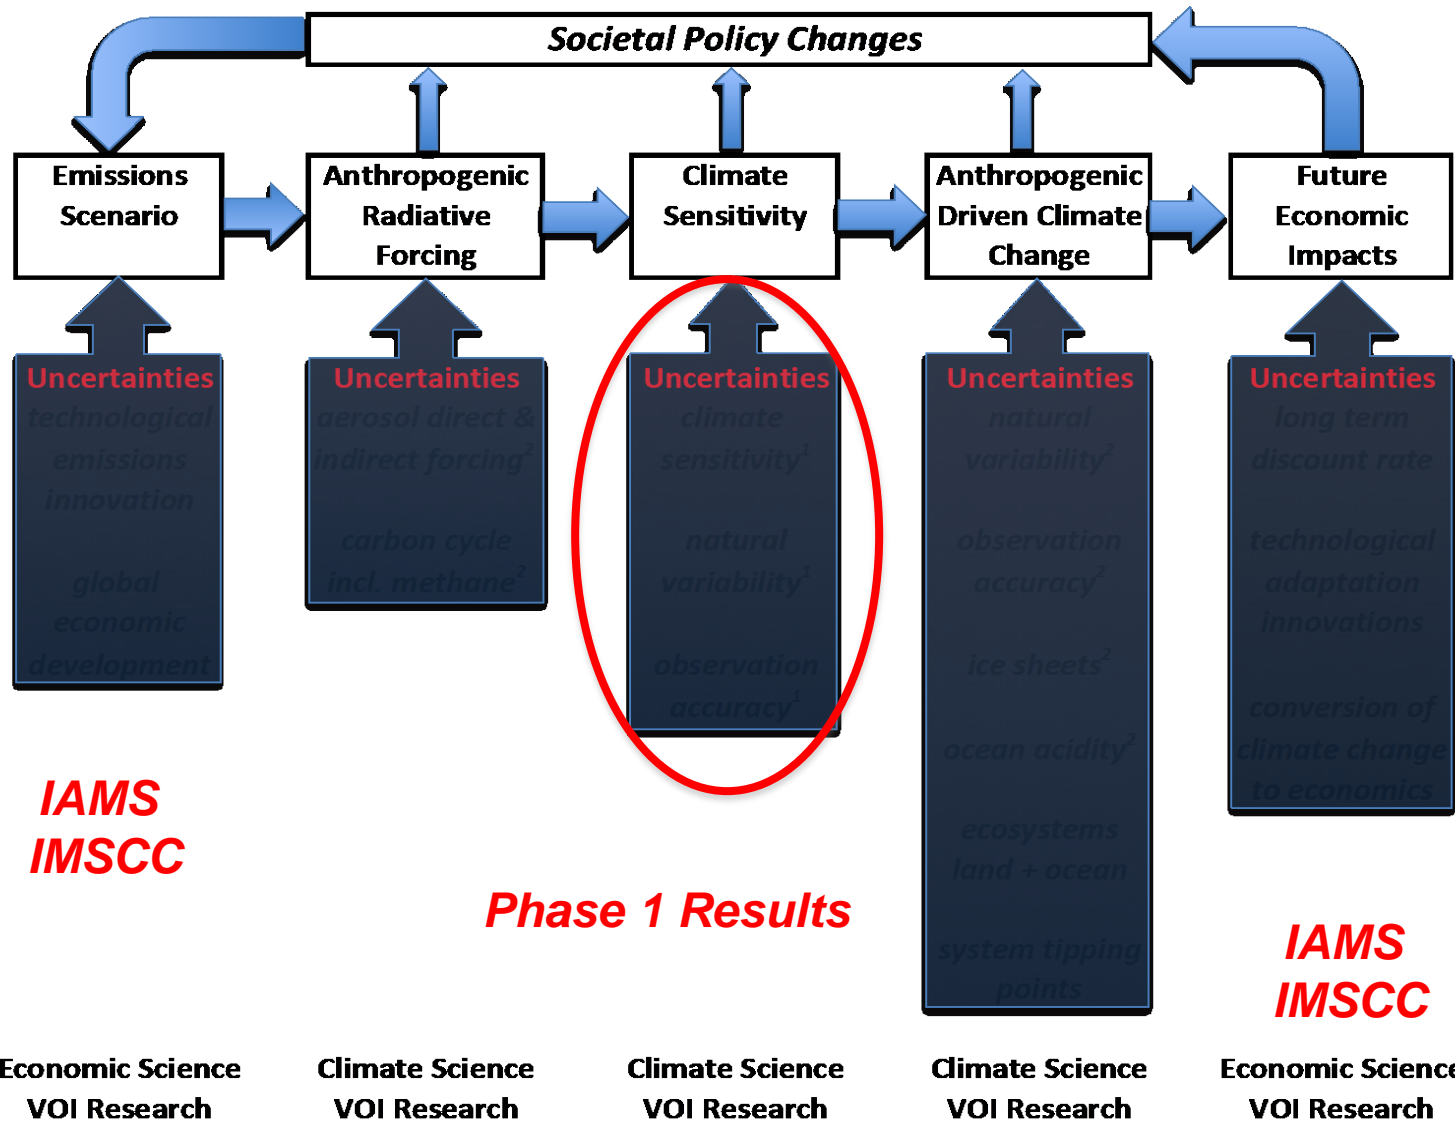 Societal Policy Changes
Emissions
Scenario
Anthropogenic
Radiative
Forcing
Climate
Sensitivity
Anthropogenic
Driven Climate
Change
Future
Economic
Impacts
Uncertainties
technological
emissions
innovation
global
economic
development
Uncertainties
aerosol direct &
indirect forcing²
carbon cycle
incl. methane²
Uncertainties
climate
sensitivity¹
natural
variability¹
observation
accuracy¹
Uncertainties
natural
variability²
observation
accuracy²
ice sheets²
ocean acidity²
ecosystems
land + ocean
system tipping
points
Uncertainties
long term
discount rate
technological
adaptation
innovations
conversion of
climate change
to economics
IAMS
IMSCC
Phase 1 Results
IAMS
IMSCC
Economic Science
VOI Research
Climate Science
VOI Research
Climate Science
VOI Research
Climate Science
VOI Research
Economic Science
VOI Research